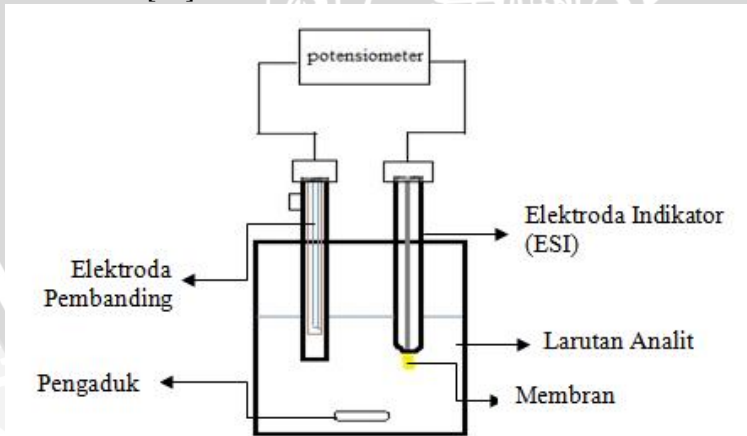 potensiometer
Elektroda Indikator
(ESI)
Elektroda
Pembanding
Larutan Analit
Pengaduk
Membran